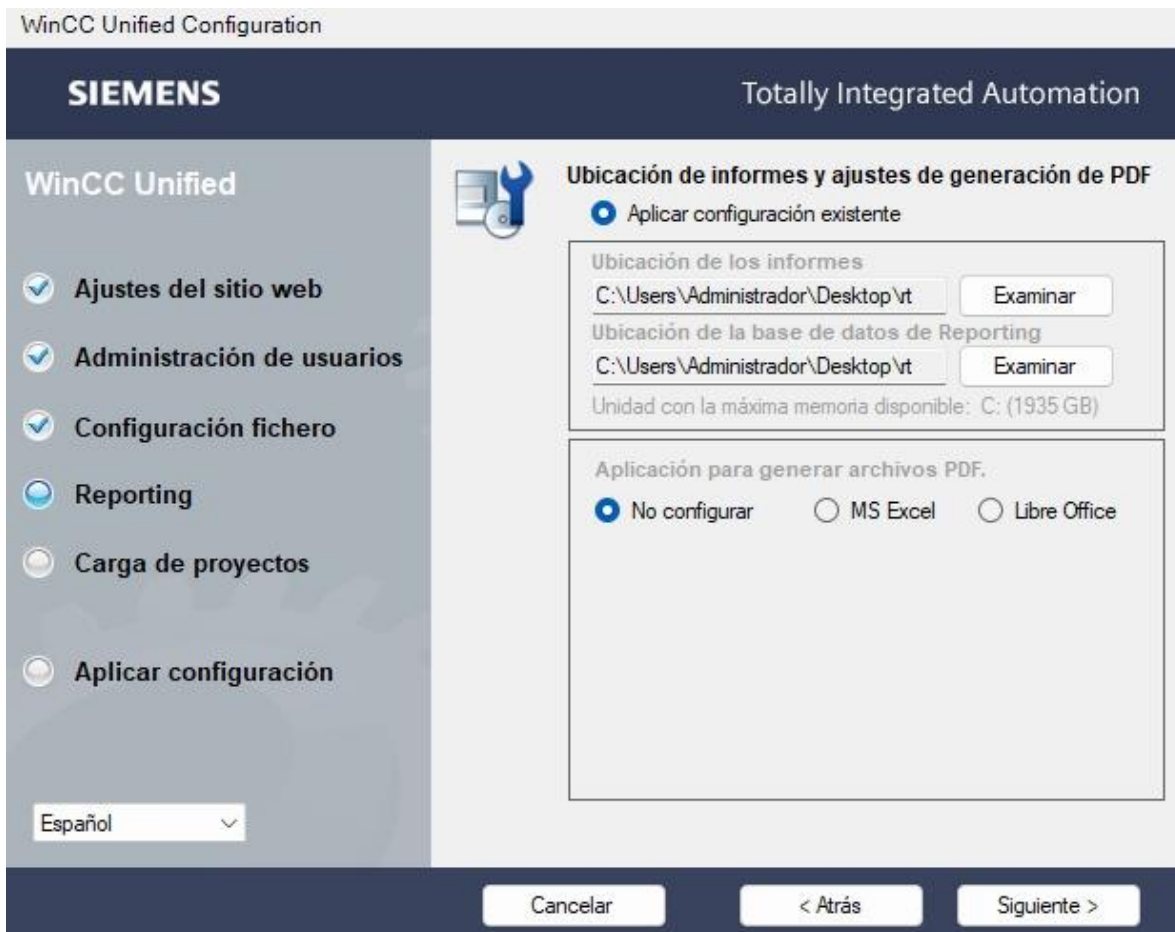 WinCC Unified Configuration
SIEMENS
Totally Integrated Automation
WinCC Unified
Ajustes del sitio web
Administración de usuarios
Configuración fichero
Reporting
Carga de proyectos
Aplicar configuración
Español
Ubicación de informes y ajustes de generación de PDF
Aplicar configuración existente
Ubicación de los informes
C:\Users\Administrador\Desktop\rt
Examinar
Ubicación de la base de datos de Reporting
C:\Users\Administrador\Desktop\rt
Examinar
Unidad con la máxima memoria disponible: C: (1935 GB)
Aplicación para generar archivos PDF.
No configurar
MS Excel
Libre Office
Cancelar
< Atrás
Siguiente >